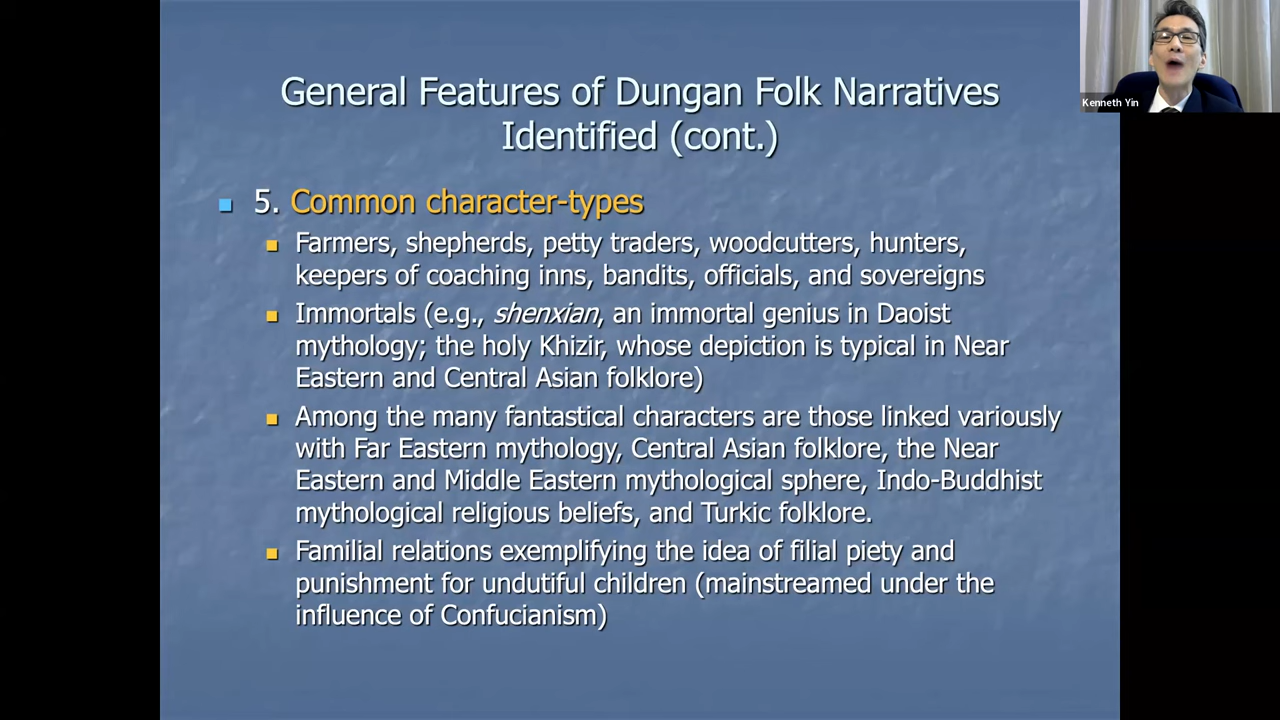 General Features of Dungan Folk Narratives
Identified (cont.)
5. Common character-types
Farmers, shepherds, petty traders, woodcutters, hunters,
keepers of coaching inns, bandits, officials, and sovereigns
Immortals (e.g., shenxian, an immortal genius in Daoist
mythology; the holy Khizir, whose depiction is typical in Near
Eastern and Central Asian folklore)
Among the many fantastical characters are those linked variously
with Far Eastern mythology, Central Asian folklore, the Near
Eastern and Middle Eastern mythological sphere, Indo-Buddhist
mythological religious beliefs, and Turkic folklore.
Familial relations exemplifying the idea of filial piety and
punishment for undutiful children (mainstreamed under the
influence of Confucianism)
Kenneth Yin